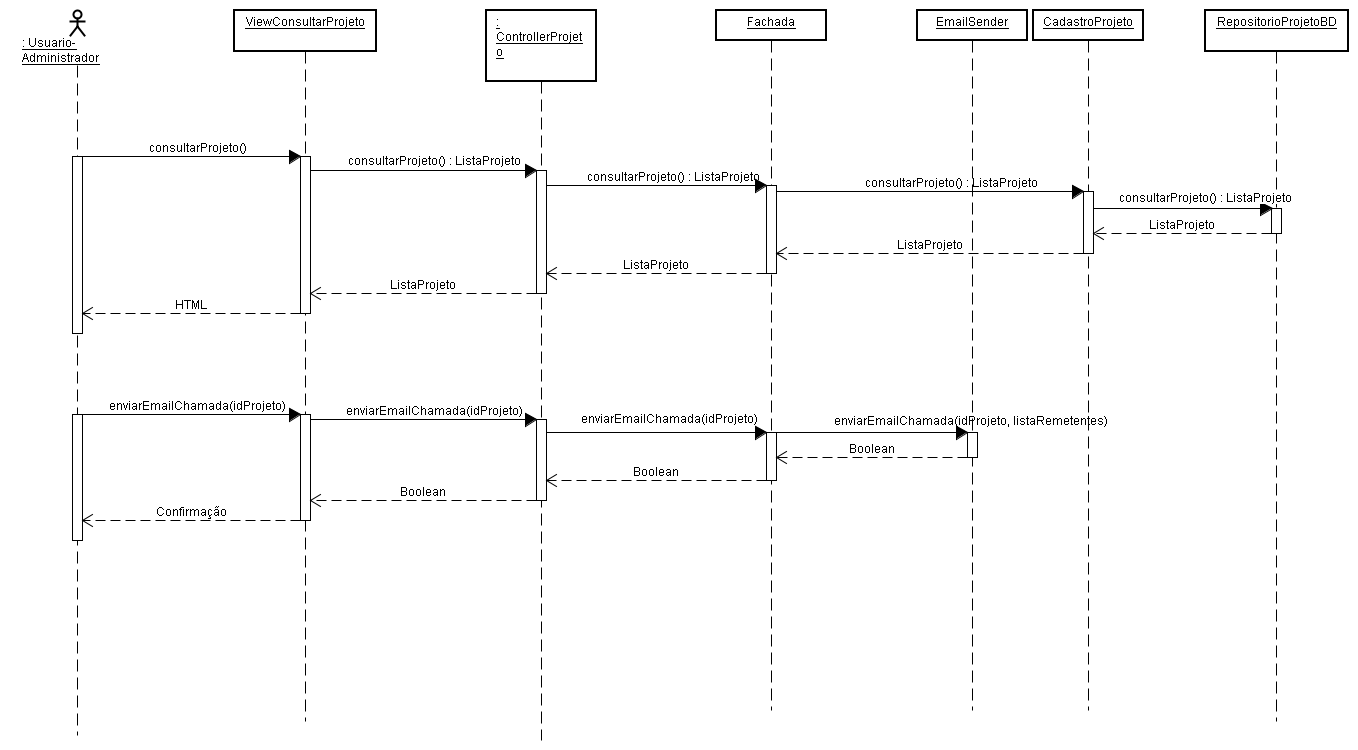 : Usuario-
Administrador
ViewConsultarProjeto
:
ControllerProjet
o
Fachada
EmailSender
CadastroProjeto
RepositorioProjetoBD
consultarProjeto()
consultarProjeto() : ListaProjeto
consultarProjeto() : ListaProjeto
consultarProjeto() : ListaProjeto
consultarProjeto() : ListaProjeto
ListaProjeto
ListaProjeto
ListaProjeto
ListaProjeto
HTML
enviarEmailChamada(idProjeto)
enviarEmailChamada(idProjeto)
enviarEmailChamada(idProjeto)
enviarEmailChamada(idProjeto, listaRemetentes)
Boolean
Boolean
Boolean
Confirmação